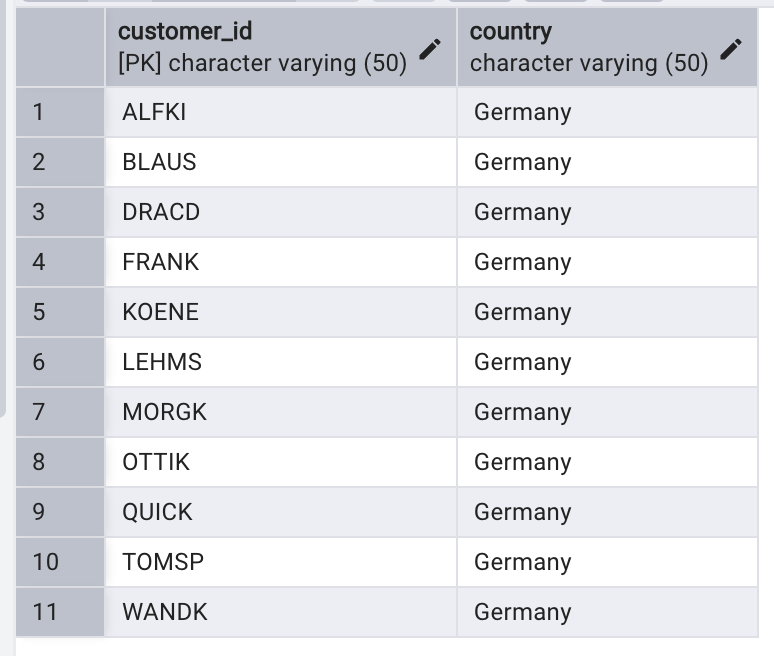 customer_id country
[PK] character varying (50) character varying (50)
1 ALFKI Germany
2 BLAUS Germany
3 DRACD Germany
4 FRANK Germany
5 KOENE Germany
6 LEHMS Germany
7 MORGK Germany
8 OTTIK Germany
9 QUICK Germany
10 TOMSP Germany
11 WANDK Germany